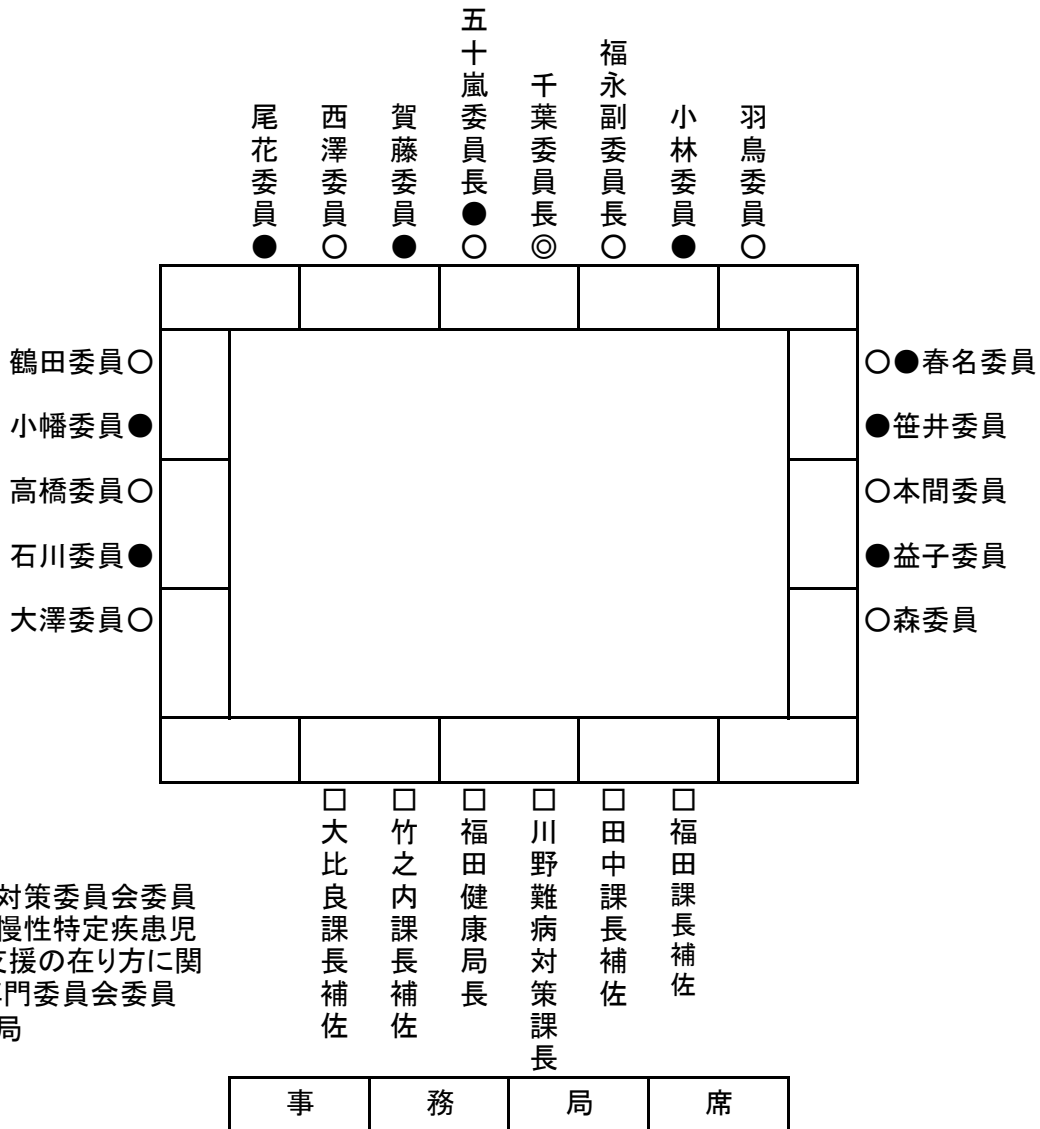 尾花委員●
西澤委員○
賀藤委員●
五十嵐委員長●○
千葉委員長◎
福永副委員長○
小林委員●
羽鳥委員○
鶴田委員○
小幡委員●
高橋委員○
石川委員●
大澤委員○
○●春名委員
●笹井委員
○本間委員
●益子委員
○森委員
□大比良課長補佐
□竹之内課長補佐
□福田健康局長
□川野難病対策課長
□田中課長補佐
□福田課長補佐
対策委員会委員
慢性特定疾患児
支援の在り方に関
専門委員会委員
局
事務局席